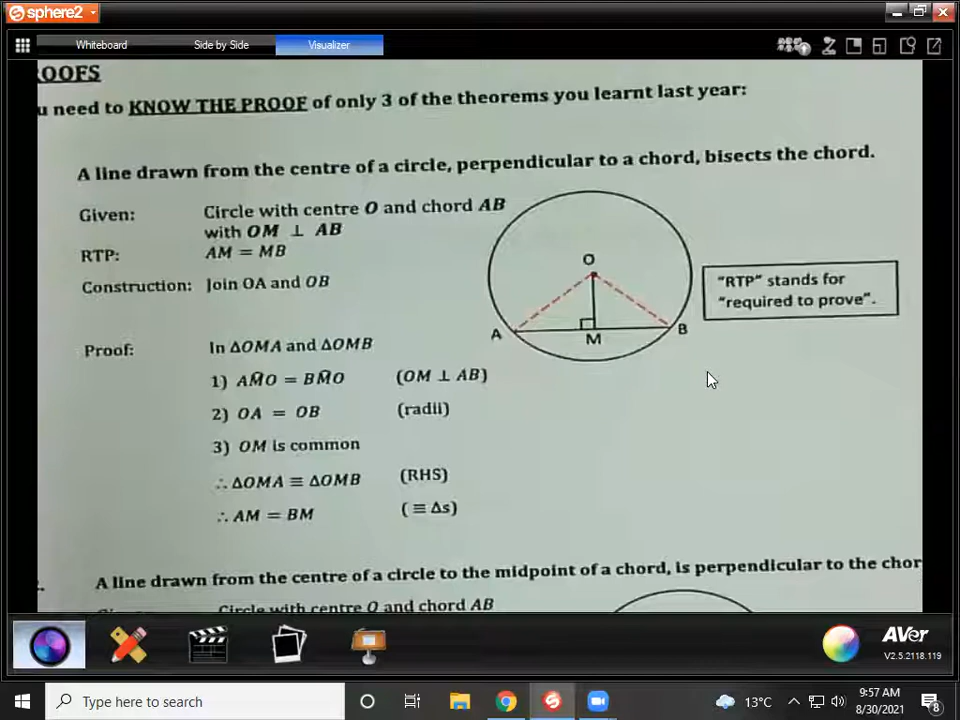 sphere2
Whiteboard
Side by Side
Visualizer
OOFS
u need to KNOW THE PROOF of only 3 of the theorems you learnt last year:
A line drawn from the centre of a circle, perpendicular to a chord, bisects the chord.
Given: Circle with centre O and chord AB
with OM ⊥ AB
RTP: AM = MB
Construction: Join OA and OB
O
A
M
B
"RTP" stands for
"required to prove".
Proof: In ΔOMA and ΔOMB
1) AM̂O = BM̂O (OM ⊥ AB)
2) OA = OB (radii)
3) OM is common
∴ ΔOMA ≡ ΔOMB (RHS)
∴ AM = BM ( ≡ Δs)
A line drawn from the centre of a circle to the midpoint of a chord, is perpendicular to the chor
Circle with centre O and chord AB
AVer
V2.5.2118.119
Type here to search
13°C
9:57 AM
8/30/2021
8